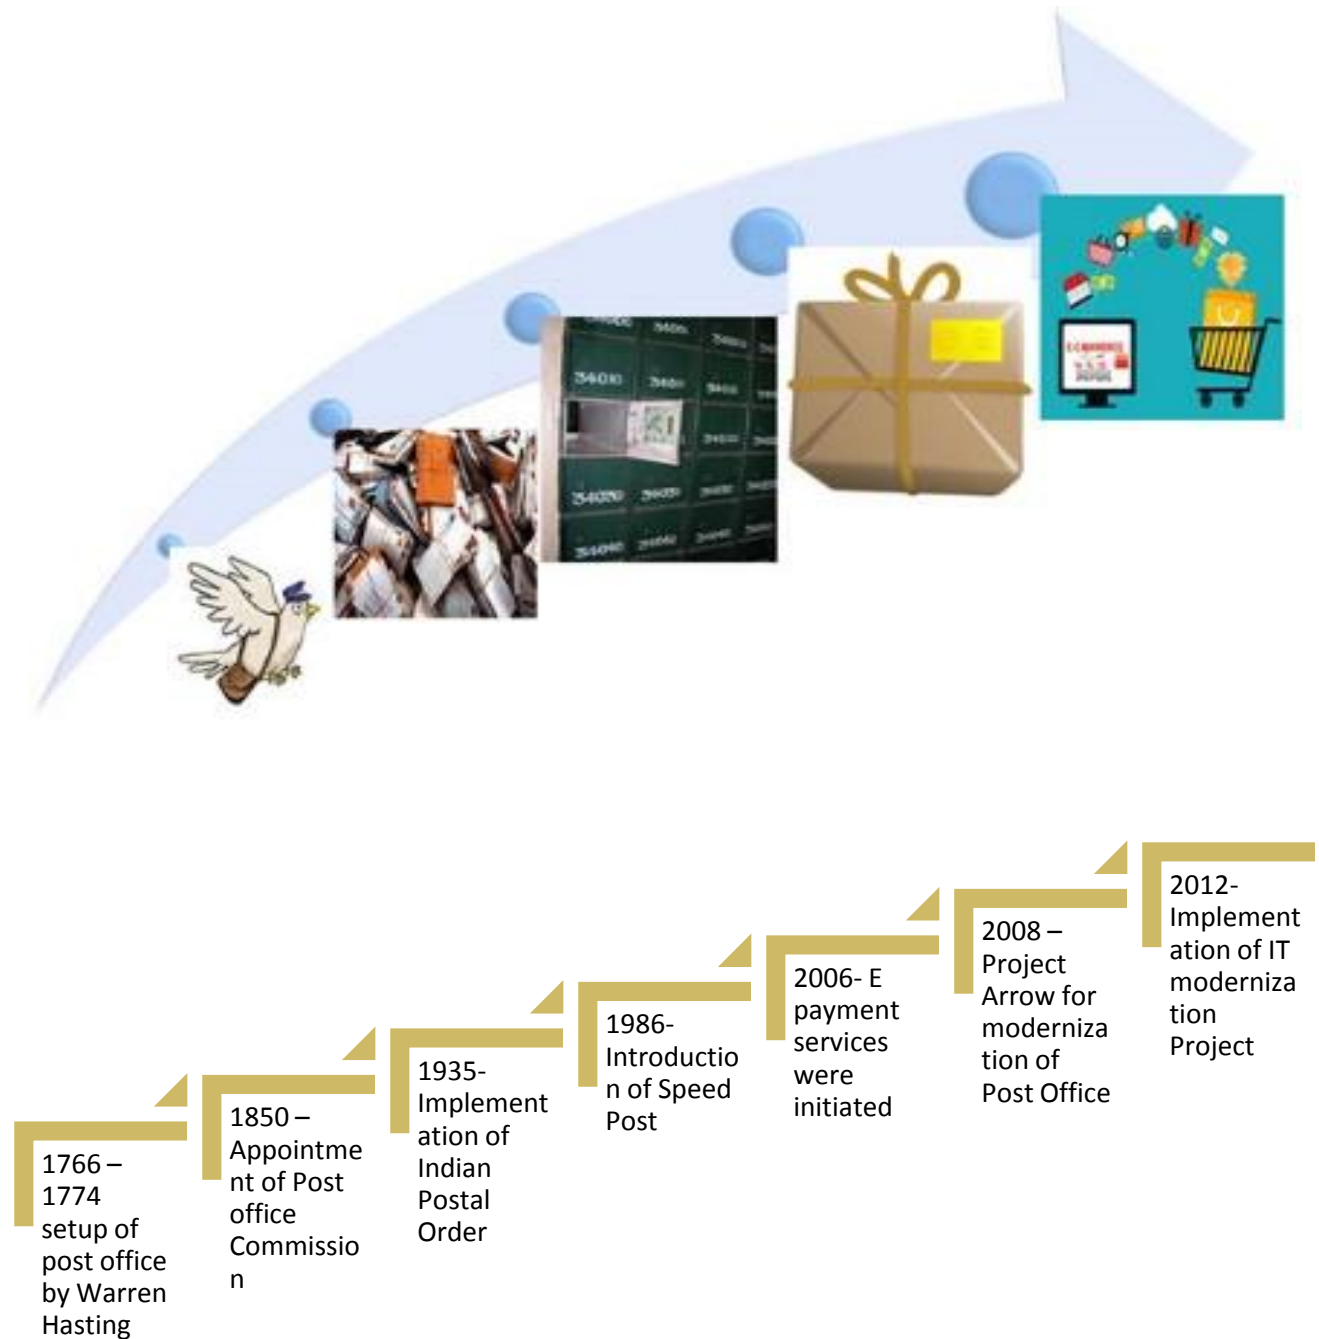 54010
E-COMMERCE
1766 –
1774
setup of
post office
by Warren
Hasting
1850 –
Appointme
nt of Post
office
Commissio
n
1935-
Implement
ation of
Indian
Postal
Order
1986-
Introductio
n of Speed
Post
2006- E
payment
services
were
initiated
2008 –
Project
Arrow for
moderniza
tion of
Post Office
2012-
Implement
ation of IT
moderniza
tion
Project